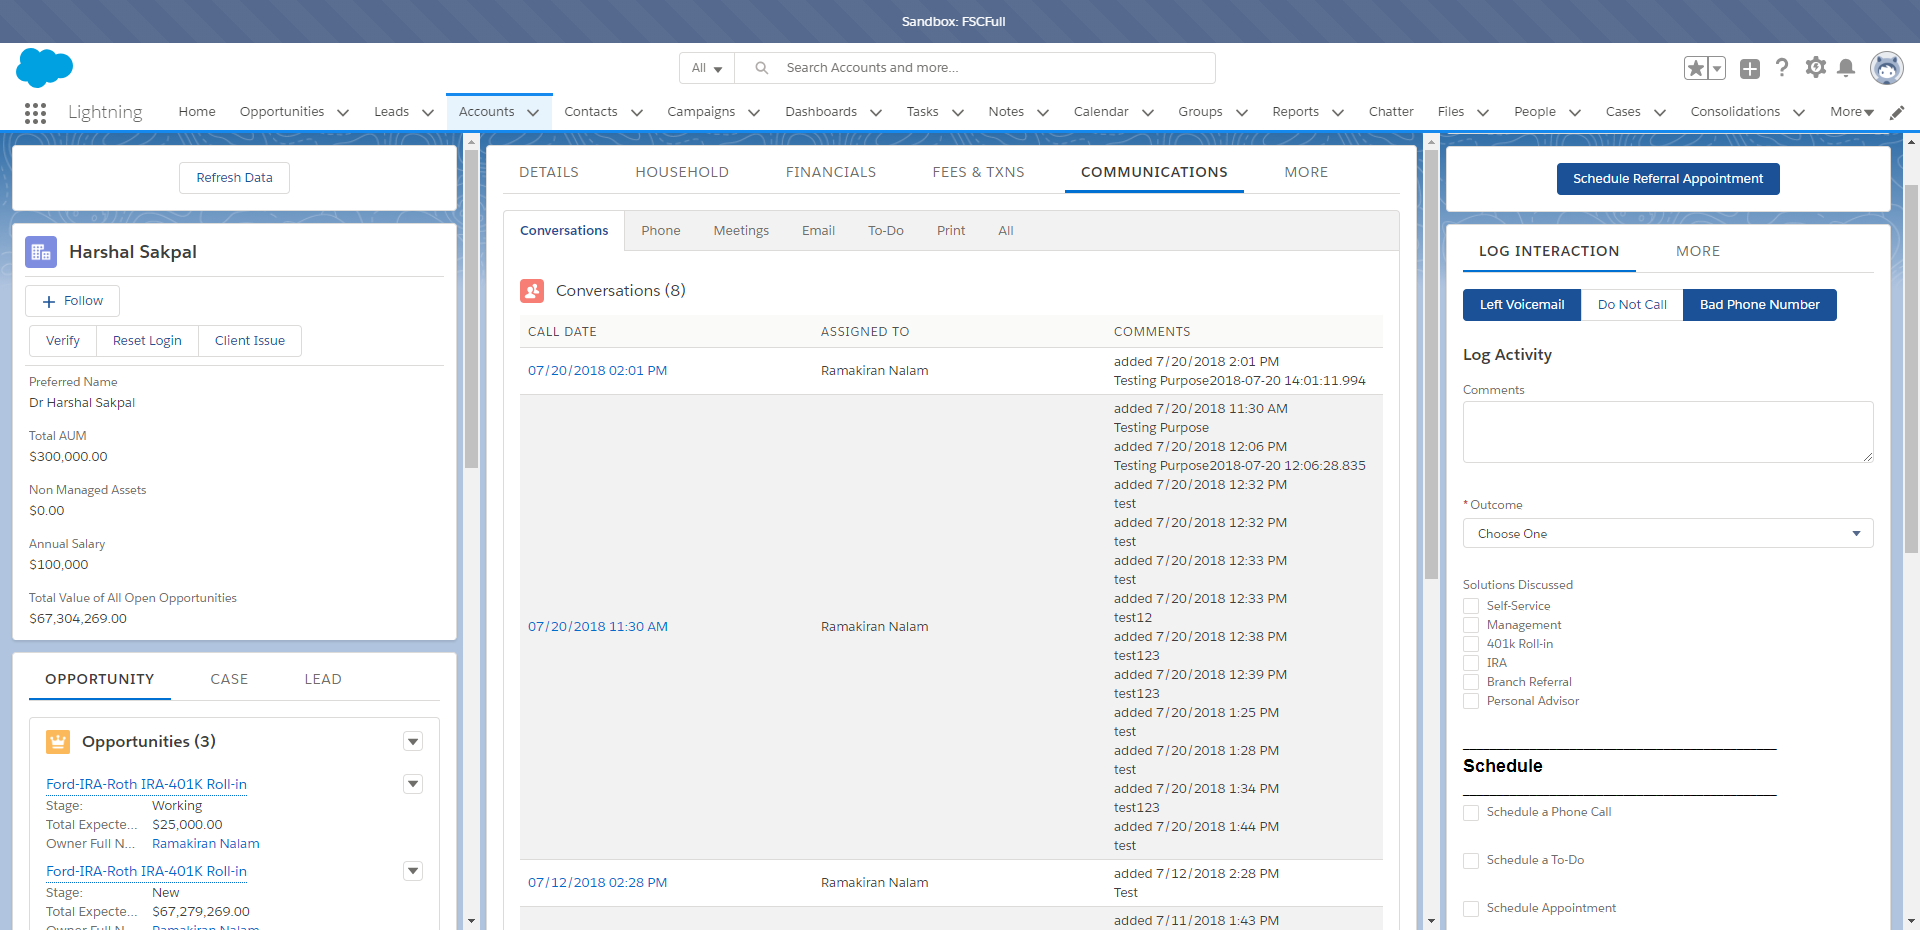 Sandbox: FSCFull
All
Search Accounts and more...
Lightning
Home
Opportunities
Leads
Accounts
Contacts
Campaigns
Dashboards
Tasks
Notes
Calendar
Groups
Reports
Chatter
Files
People
Cases
Consolidations
More
Refresh Data
Harshal Sakpal
Follow
Verify
Reset Login
Client Issue
Preferred Name
Dr Harshal Sakpal
Total AUM
$300,000.00
Non Managed Assets
$0.00
Annual Salary
$100,000
Total Value of All Open Opportunities
$67,304,269.00
OPPORTUNITY
CASE
LEAD
Opportunities (3)
Ford-IRA-Roth IRA-401K Roll-in
Stage: Working
Total Expecte... $25,000.00
Owner Full N... Ramakiran Nalam
Ford-IRA-Roth IRA-401K Roll-in
Stage: New
Total Expecte... $67,279,269.00
Owner Full N... Ramakiran Nalam
DETAILS
HOUSEHOLD
FINANCIALS
FEES & TXNS
COMMUNICATIONS
MORE
Conversations
Phone
Meetings
Email
To-Do
Print
All
Conversations (8)
CALL DATE
ASSIGNED TO
COMMENTS
07/20/2018 02:01 PM
Ramakiran Nalam
added 7/20/2018 2:01 PM
Testing Purpose2018-07-20 14:01:11.994
07/20/2018 11:30 AM
Ramakiran Nalam
added 7/20/2018 11:30 AM
Testing Purpose
added 7/20/2018 12:06 PM
Testing Purpose2018-07-20 12:06:28.835
added 7/20/2018 12:32 PM
test
added 7/20/2018 12:32 PM
test
added 7/20/2018 12:33 PM
test
added 7/20/2018 12:33 PM
test12
added 7/20/2018 12:38 PM
test123
added 7/20/2018 12:39 PM
test123
added 7/20/2018 1:25 PM
test
added 7/20/2018 1:28 PM
test
added 7/20/2018 1:34 PM
test123
added 7/20/2018 1:44 PM
test
07/12/2018 02:28 PM
Ramakiran Nalam
added 7/12/2018 2:28 PM
Test
added 7/11/2018 1:43 PM
Schedule Referral Appointment
LOG INTERACTION
MORE
Left Voicemail
Do Not Call
Bad Phone Number
Log Activity
Comments
* Outcome
Choose One
Solutions Discussed
Self-Service
Management
401k Roll-in
IRA
Branch Referral
Personal Advisor
Schedule
Schedule a Phone Call
Schedule a To-Do
Schedule Appointment